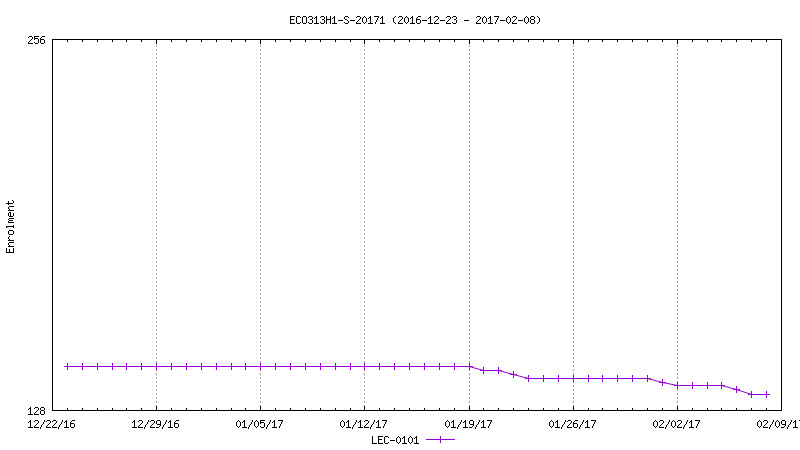 ECO313H1-S-20171 (2016-12-23 - 2017-02-08)
256
Enrolment
128
12/22/16 12/29/16 01/05/17 01/12/17 01/19/17 01/26/17 02/02/17 02/09/17
LEC-0101